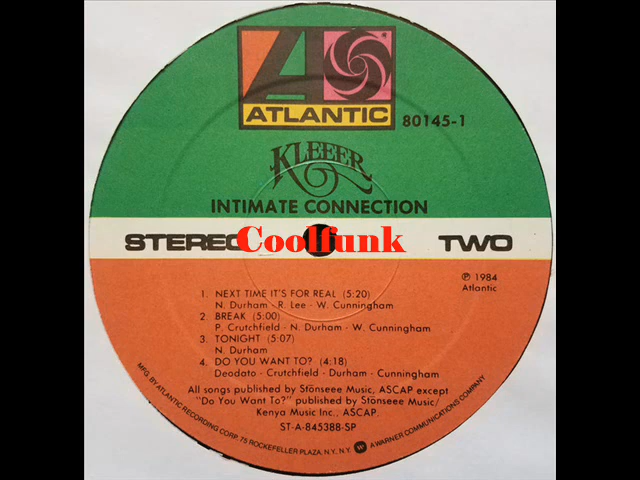 ATLANTIC
80145-1
KLEEER
INTIMATE CONNECTION
STEREO Coolfunk TWO
℗ 1984
Atlantic
1. NEXT TIME IT'S FOR REAL (5:20)
N. Durham - R. Lee - W. Cunningham
2. BREAK (5:00)
P. Crutchfield - N. Durham - W. Cunningham
3. TONIGHT (5:07)
N. Durham
4. DO YOU WANT TO? (4:18)
Deodato - Crutchfield - Durham - Cunningham
All songs published by Stönseee Music, ASCAP except
"Do You Want To?" published by Stönseee Music/
Kenya Music Inc., ASCAP.
ST-A-845388-SP
MFG. BY ATLANTIC RECORDING CORP., 75 ROCKEFELLER PLAZA, N.Y. N.Y. W A WARNER COMMUNICATIONS COMPANY